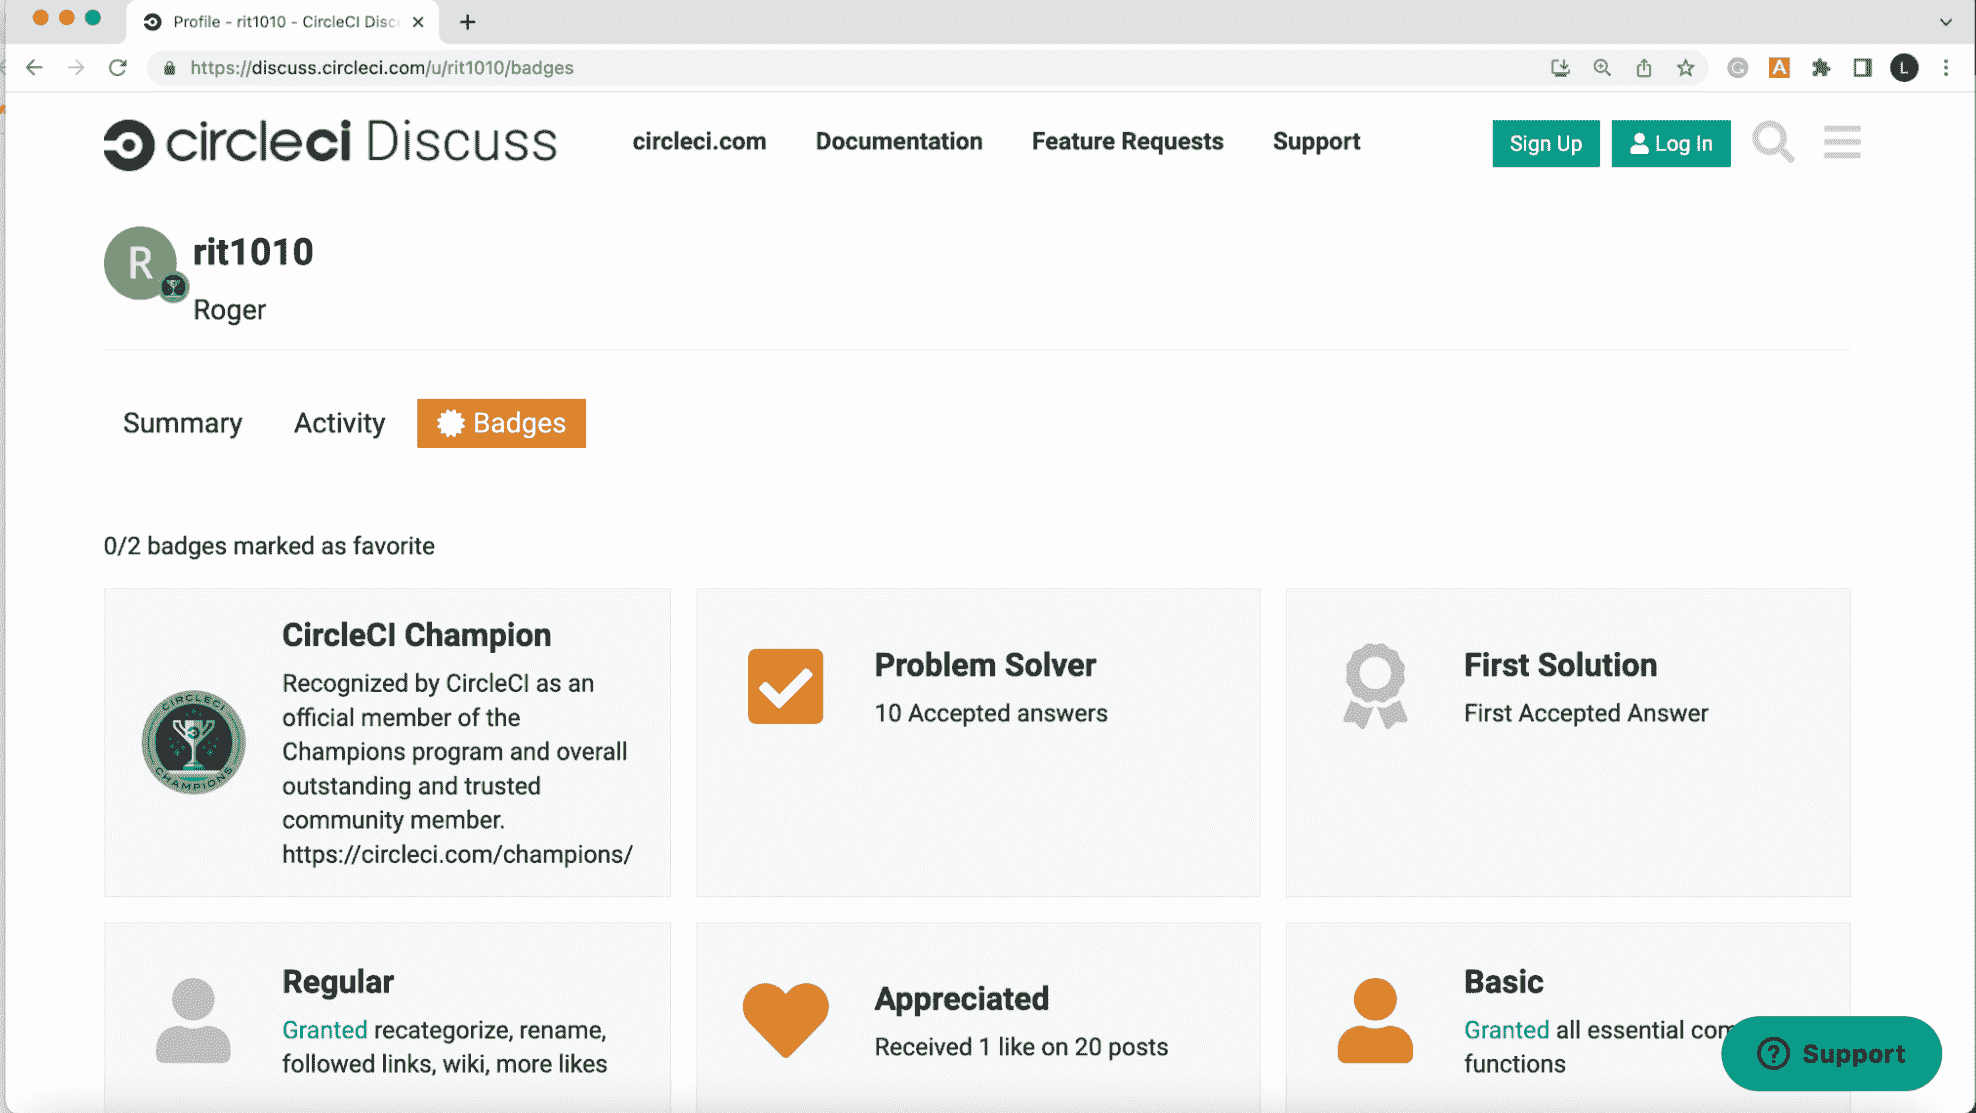 Profile - rit1010 - CircleCI Disc
https://discuss.circleci.com/u/rit1010/badges
A
L
circleci Discuss
circleci.com
Documentation
Feature Requests
Support
Sign Up
Log In
R
rit1010
Roger
Summary
Activity
Badges
0/2 badges marked as favorite
CIRCLECI
CHAMPIONS
CircleCI Champion
Recognized by CircleCI as an
official member of the
Champions program and overall
outstanding and trusted
community member.
https://circleci.com/champions/
Problem Solver
10 Accepted answers
First Solution
First Accepted Answer
Regular
Granted recategorize, rename,
followed links, wiki, more likes
Appreciated
Received 1 like on 20 posts
Basic
Granted all essential com
functions
Support